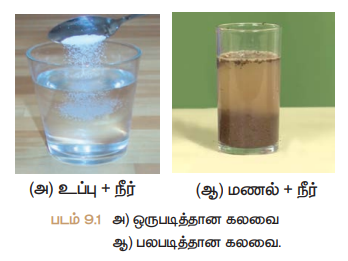 (அ) உப்பு + நீர்
(ஆ) மணல் + நீர்
படம் 9.1 அ) ஒருபடித்தான கலவை
ஆ) பலபடித்தான கலவை.